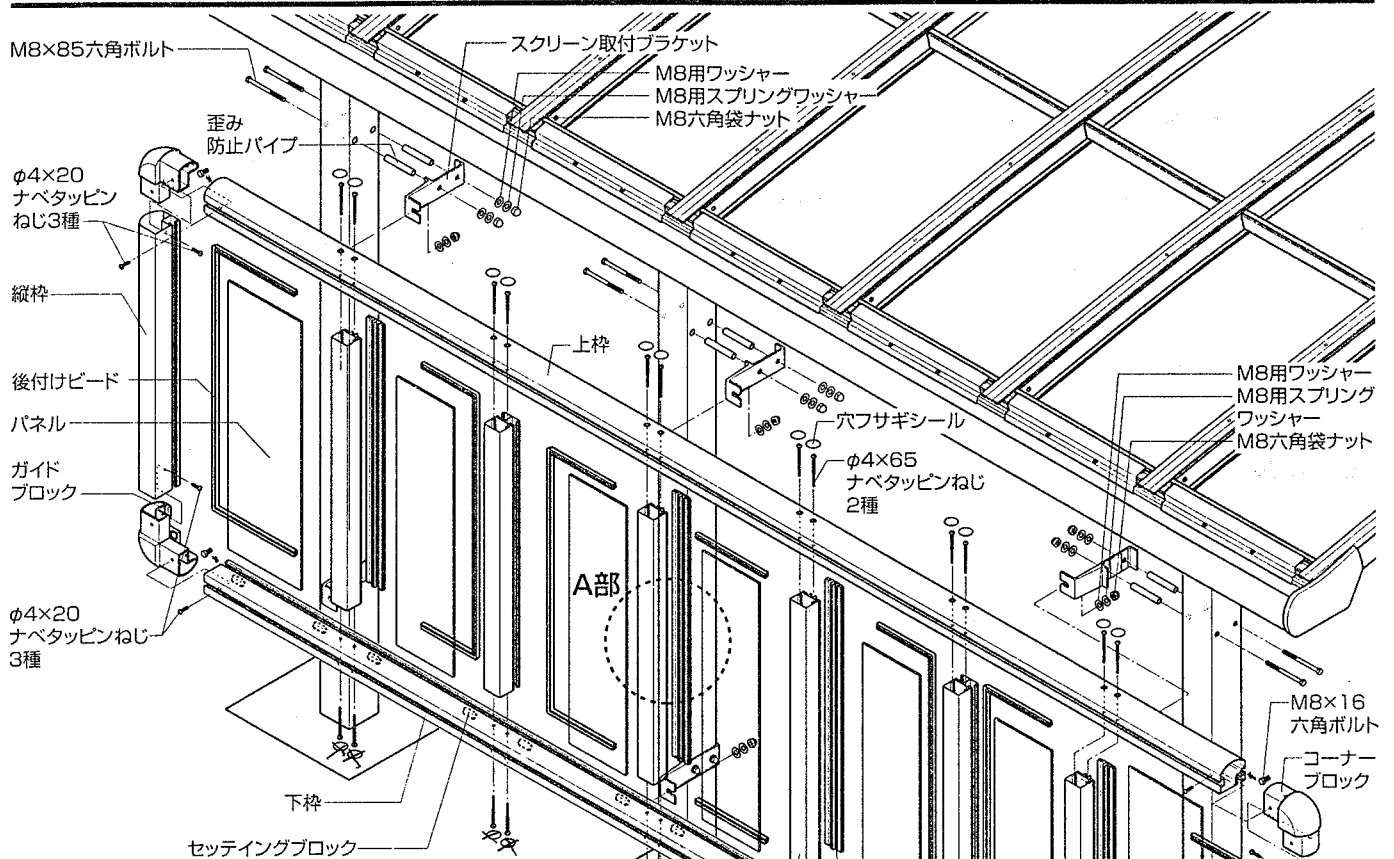 M8×85六角ボルト
スクリーン取付ブラケット
M8用ワッシャー
M8用スプリングワッシャー
M8六角袋ナット
歪み
防止パイプ
φ4×20
ナベタッピン
ねじ3種
縦枠
後付けビード
パネル
ガイド
ブロック
φ4×20
ナベタッピンねじ
3種
上枠
穴フサギシール
φ4×65
ナベタッピンねじ
2種
M8用ワッシャー
M8用スプリング
ワッシャー
M8六角袋ナット
A部
M8×16
六角ボルト
コーナー
ブロック
下枠
セッテイングブロック